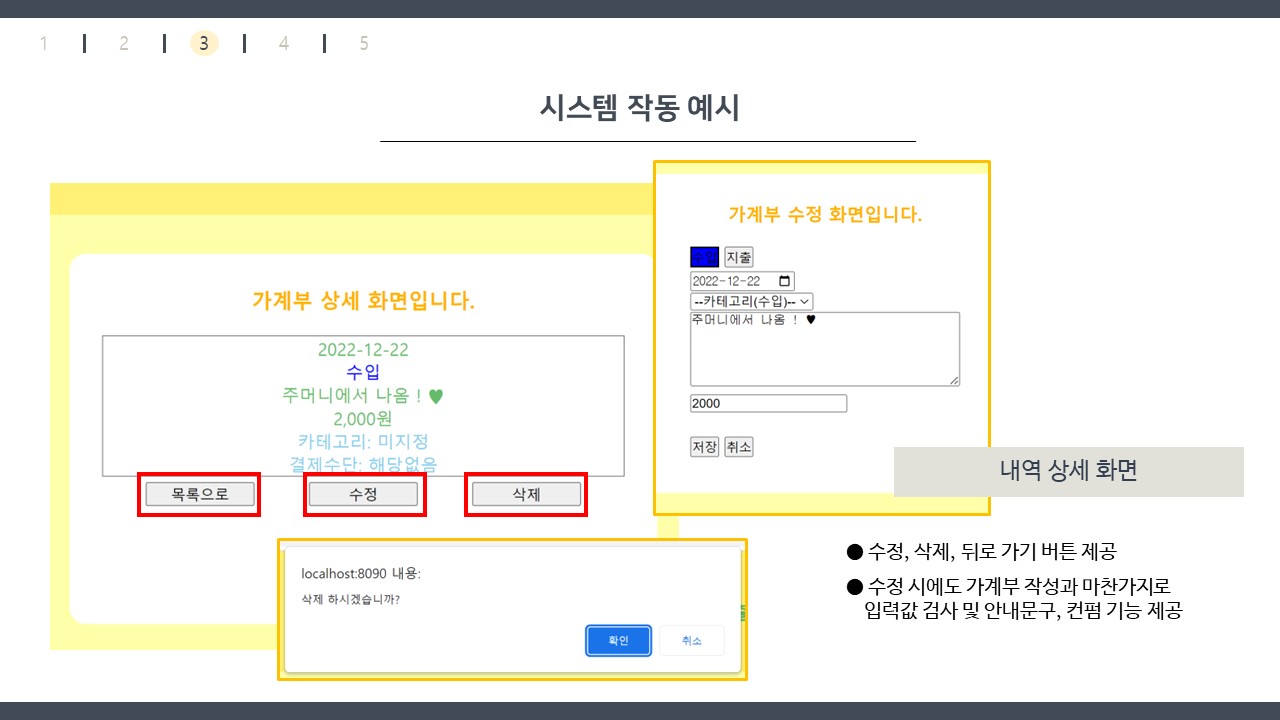 1 | 2 | 3 | 4 | 5
시스템 작동 예시
가계부 상세 화면입니다.
2022-12-22
수입
주머니에서 나옴 ! ♥
2,000원
카테고리: 미지정
결제수단: 해당없음
목록으로 수정 삭제
가계부 수정 화면입니다.
수입 지출
2022-12-22
--카테고리(수입)--
주머니에서 나옴 ! ♥
2000
저장 취소
localhost:8090 내용:
삭제 하시겠습니까?
확인 취소
내역 상세 화면
● 수정, 삭제, 뒤로 가기 버튼 제공
● 수정 시에도 가계부 작성과 마찬가지로
입력값 검사 및 안내문구, 컨펌 기능 제공